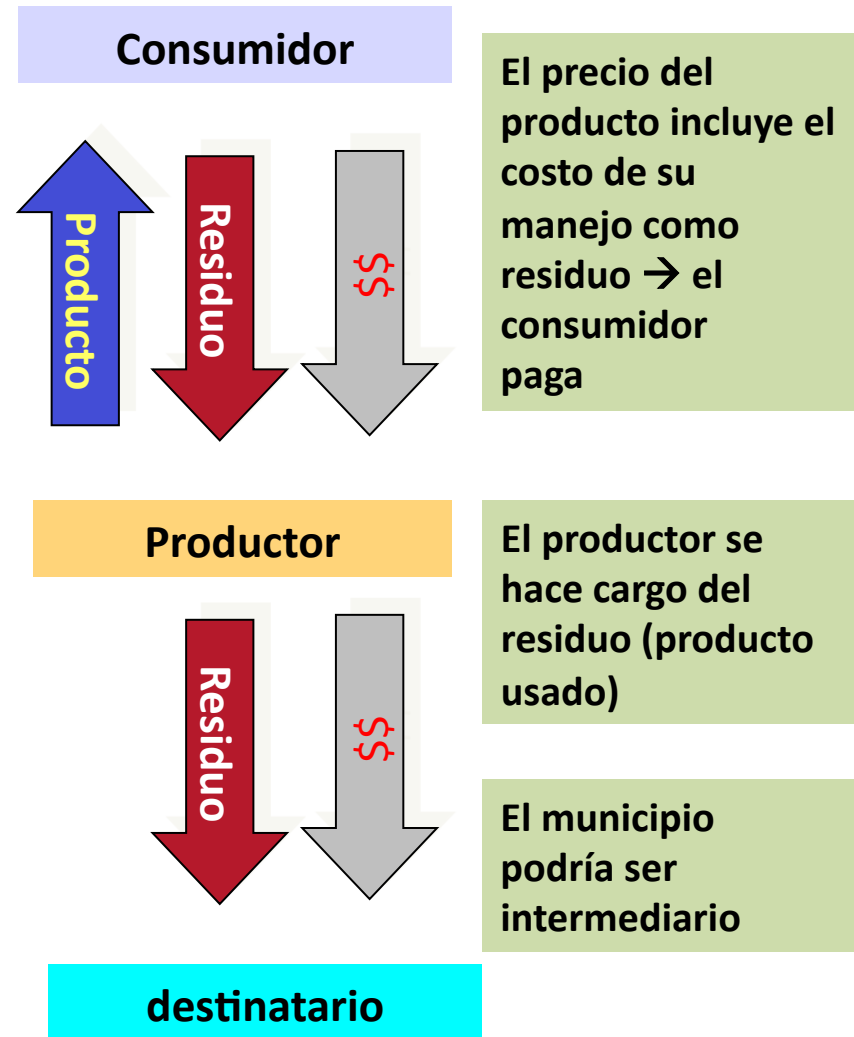 Consumidor
El precio del
producto incluye el
costo de su
manejo como
residuo → el
consumidor
paga
Producto
Residuo
$$
Productor
El productor se
hace cargo del
residuo (producto
usado)
Residuo
$$
El municipio
podría ser
intermediario
destinatario